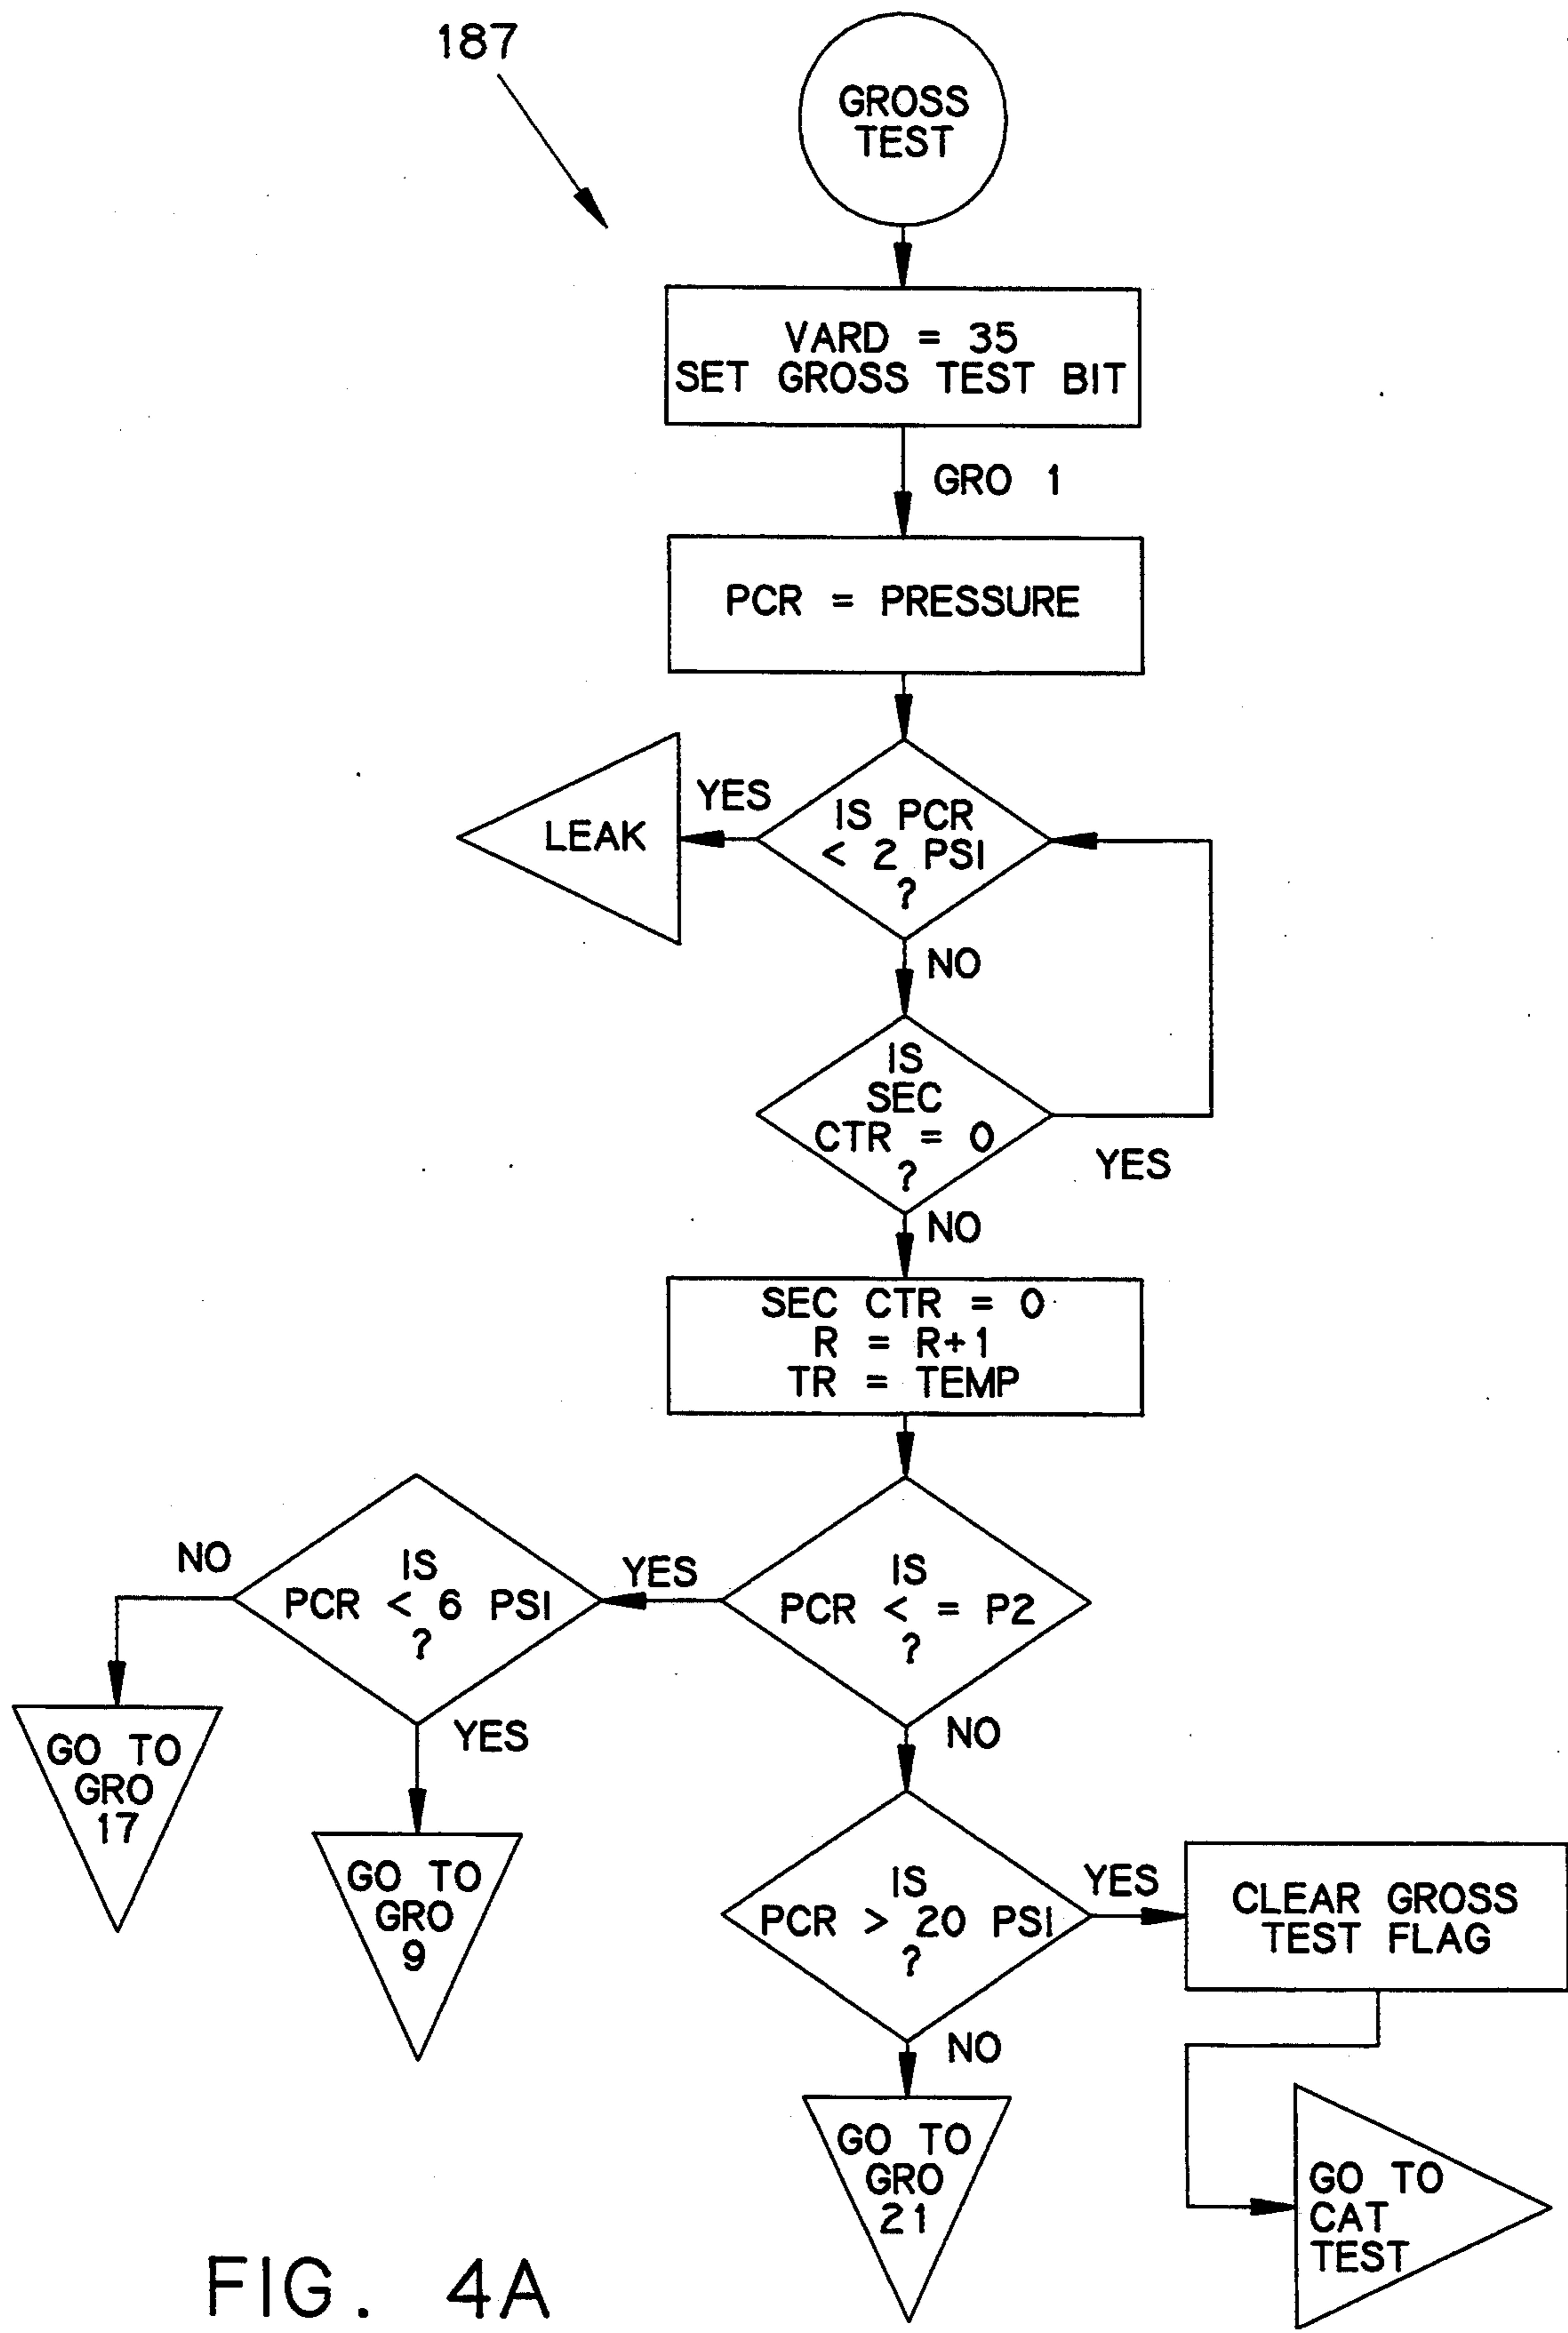 187
GROSS
TEST
VARD = 35
SET GROSS TEST BIT
GRO 1
PCR = PRESSURE
LEAK
YES
IS PCR
< 2 PSI
?
NO
IS
SEC
CTR = 0
?
YES
NO
SEC CTR = 0
R = R+1
TR = TEMP
NO
IS
PCR < 6 PSI
?
YES
IS
PCR < = P2
?
GO TO
GRO
17
YES
NO
GO TO
GRO
9
IS
PCR > 20 PSI
?
YES
CLEAR GROSS
TEST FLAG
NO
GO TO
GRO
21
GO TO
CAT
TEST
FIG. 4A